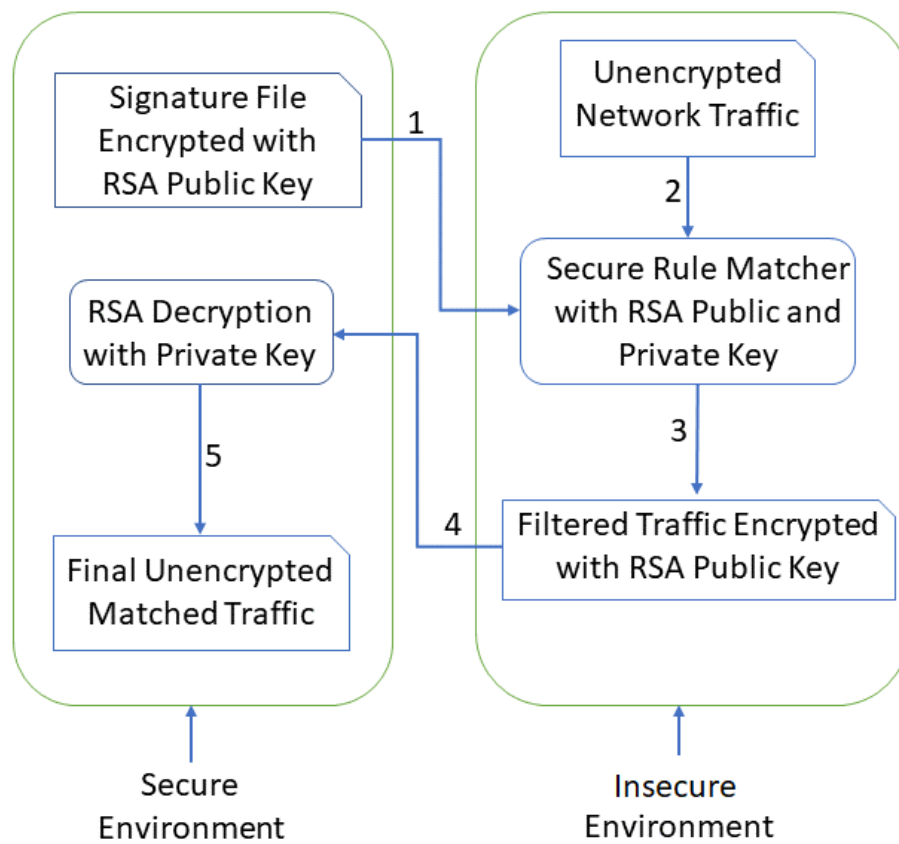 Signature File
Encrypted with
RSA Public Key
1
Unencrypted
Network Traffic
2
Secure Rule Matcher
with RSA Public and
Private Key
RSA Decryption
with Private Key
3
5
4
Filtered Traffic Encrypted
with RSA Public Key
Final Unencrypted
Matched Traffic
Secure
Environment
Insecure
Environment